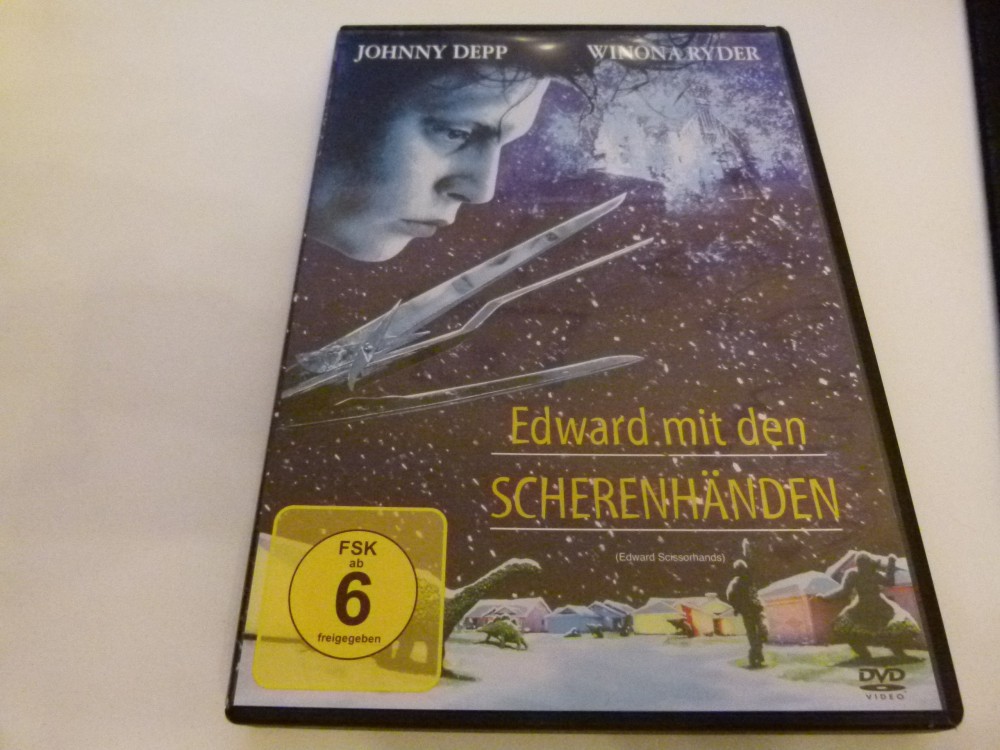 JOHNNY DEPP WINONA RYDER
Edward mit den
SCHERENHÄNDEN
(Edward Scissorhands)
FSK
ab
6
freigegeben
DVD
VIDEO